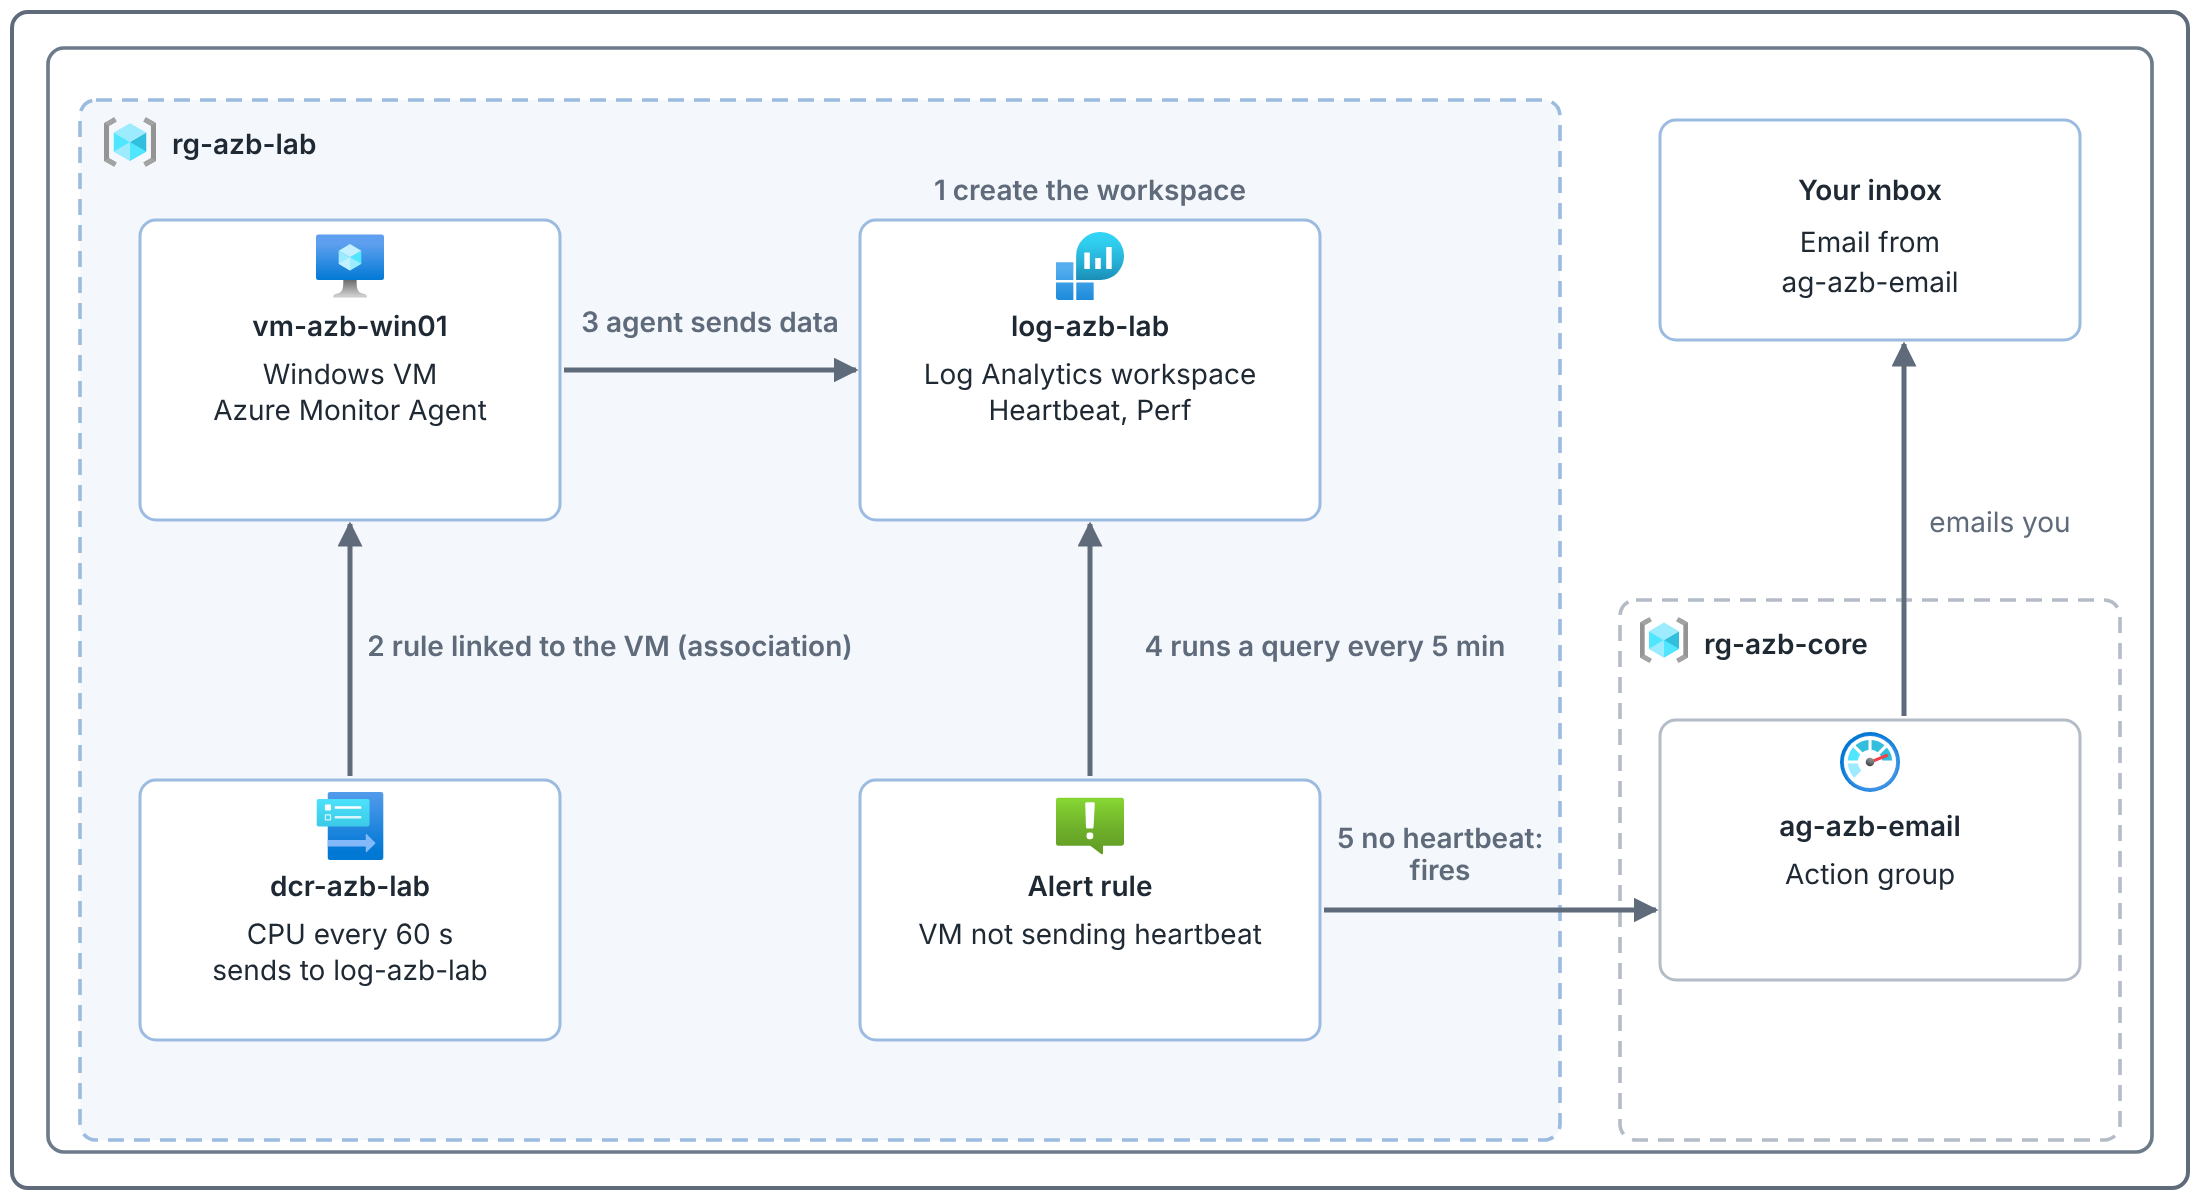 rg-azb-lab
1 create the workspace
vm-azb-win01
Windows VM
Azure Monitor Agent
3 agent sends data
log-azb-lab
Log Analytics workspace
Heartbeat, Perf
Your inbox
Email from
ag-azb-email
emails you
2 rule linked to the VM (association)
4 runs a query every 5 min
rg-azb-core
dcr-azb-lab
CPU every 60 s
sends to log-azb-lab
Alert rule
VM not sending heartbeat
5 no heartbeat:
fires
ag-azb-email
Action group